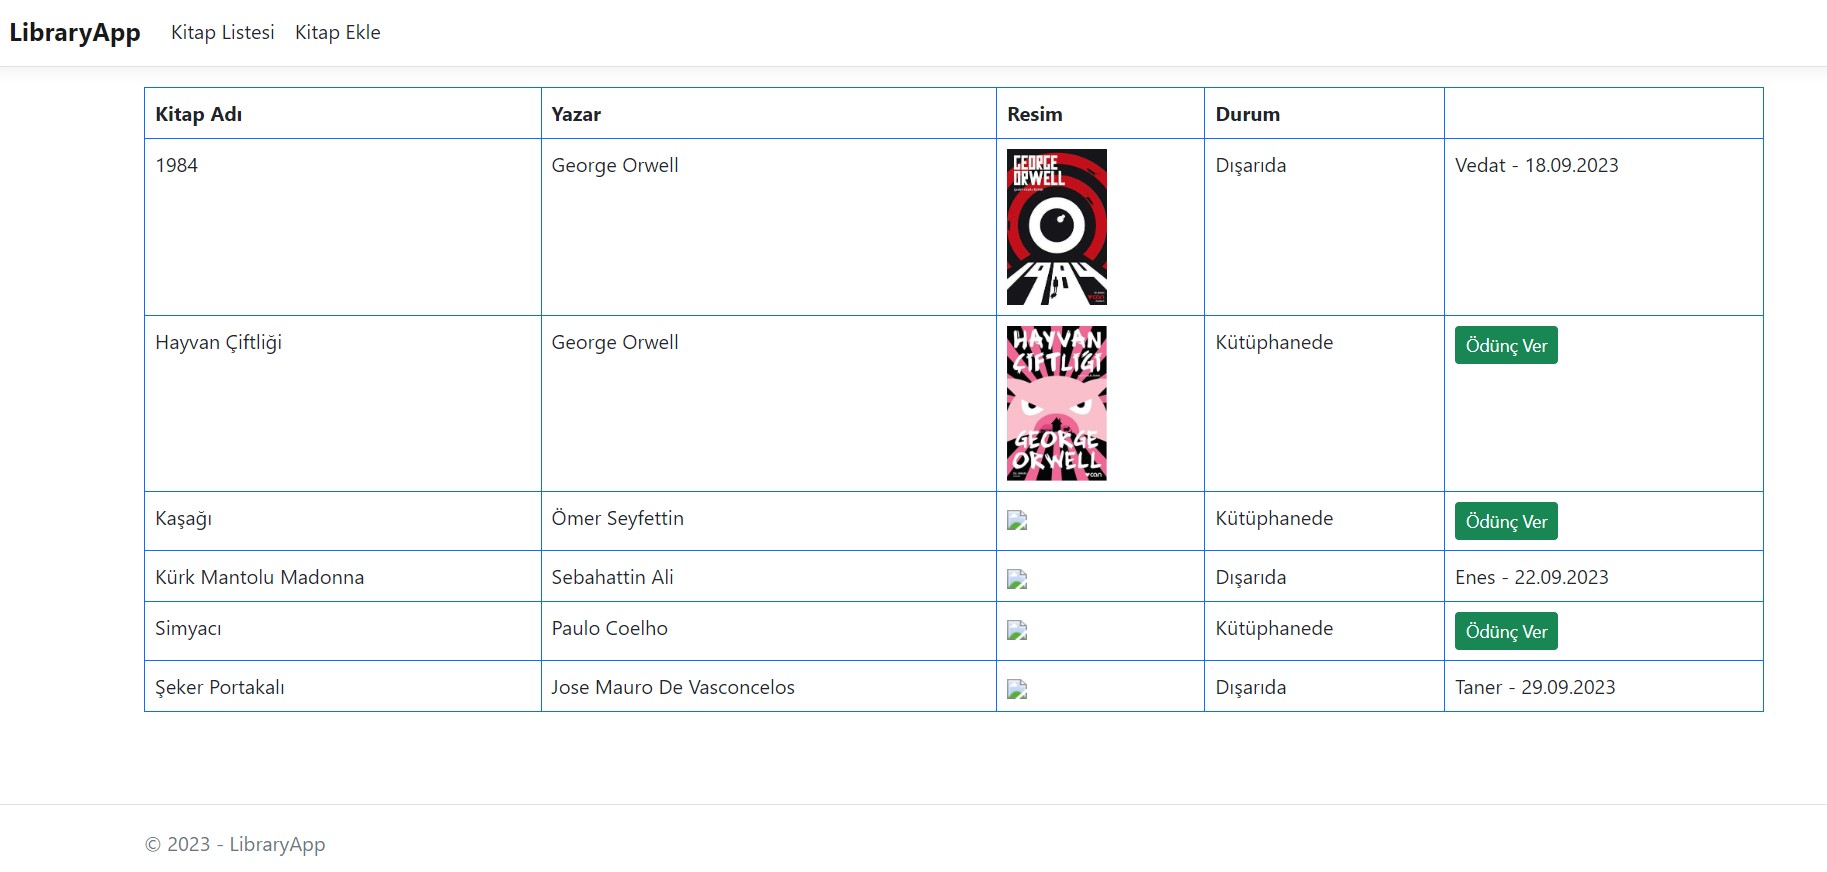 LibraryApp Kitap Listesi Kitap Ekle
Kitap Adı Yazar Resim Durum
1984 George Orwell Dışarıda Vedat - 18.09.2023
GEORGE
ORWELL
1984
Hayvan Çiftliği George Orwell Kütüphanede Ödünç Ver
HAYVAN
ÇİFTLİĞİ
GEORGE
ORWELL
can
Kaşağı Ömer Seyfettin Kütüphanede Ödünç Ver
Kürk Mantolu Madonna Sebahattin Ali Dışarıda Enes - 22.09.2023
Simyacı Paulo Coelho Kütüphanede Ödünç Ver
Şeker Portakalı Jose Mauro De Vasconcelos Dışarıda Taner - 29.09.2023
© 2023 - LibraryApp